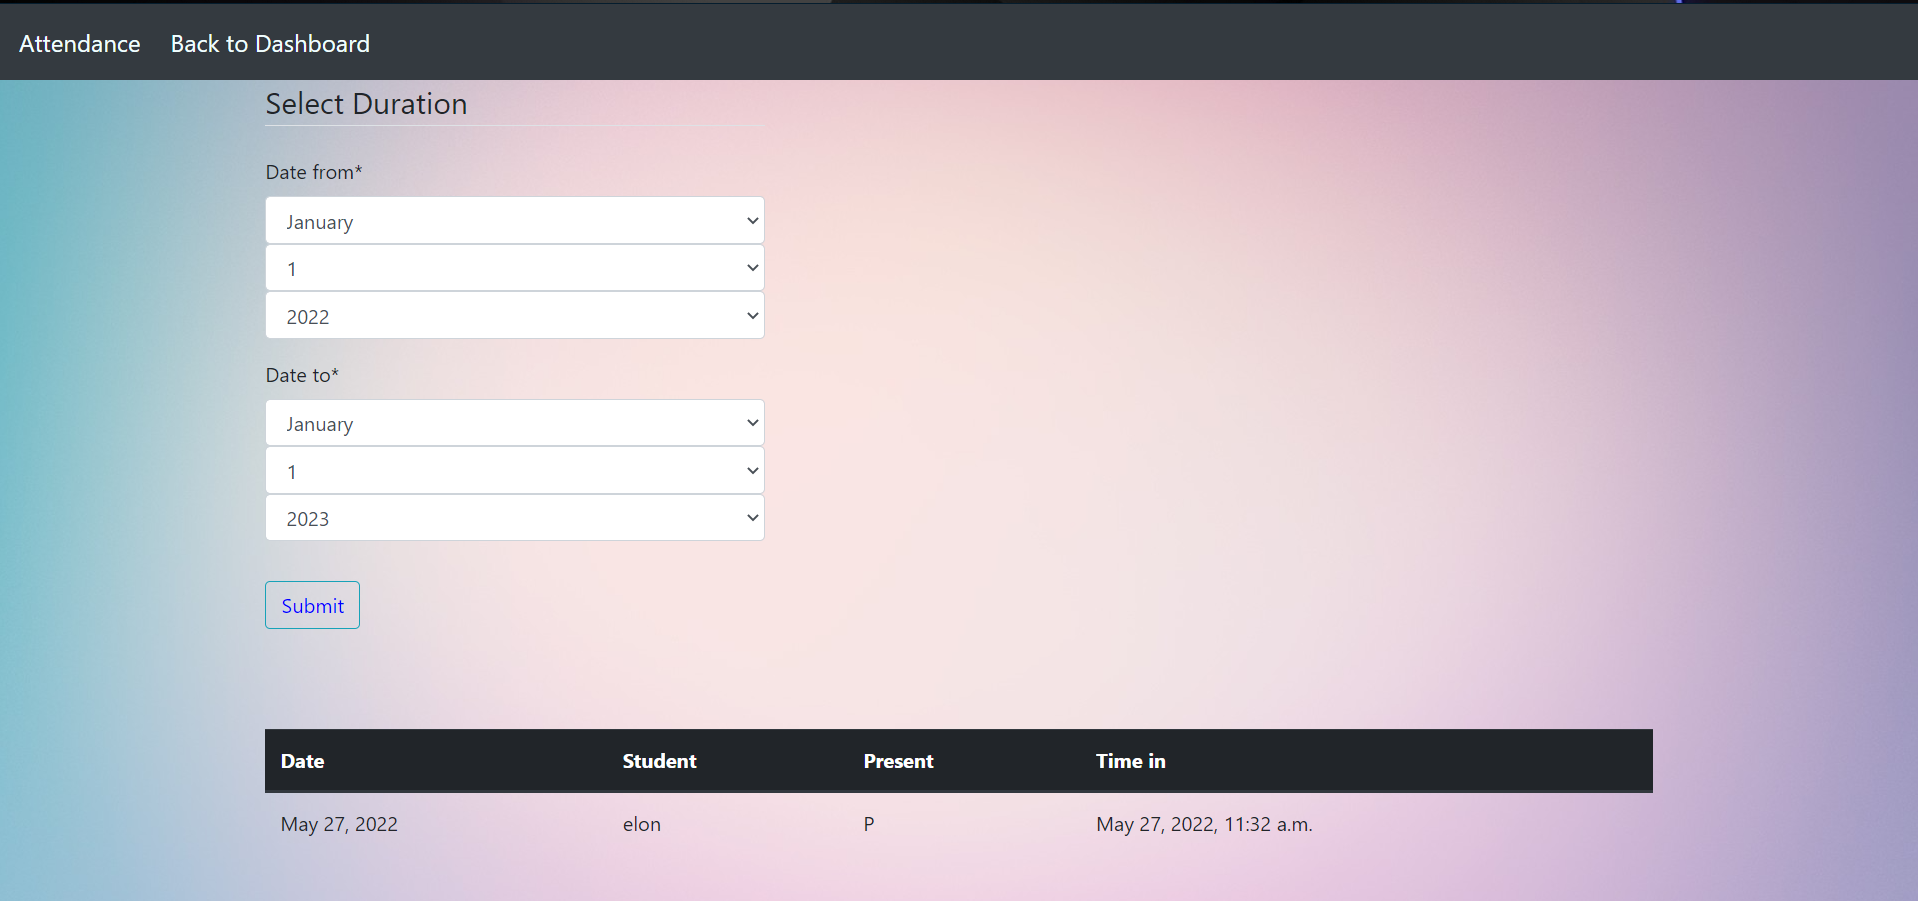 Attendance Back to Dashboard
Select Duration
Date from*
January
1
2022
Date to*
January
1
2023
Submit
Date Student Present Time in
May 27, 2022 elon P May 27, 2022, 11:32 a.m.